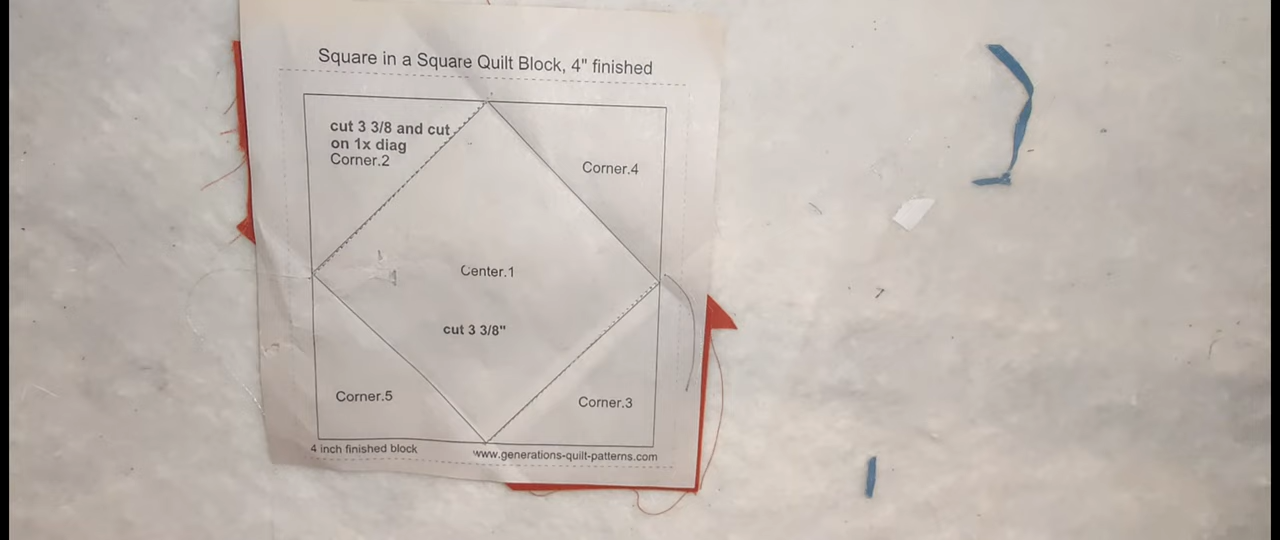 Square in a Square Quilt Block, 4" finished
cut 3 3/8 and cut
on 1x diag
Corner.2
Corner.4
Center.1
cut 3 3/8"
Corner.5
Corner.3
4 inch finished block
www.generations-quilt-patterns.com